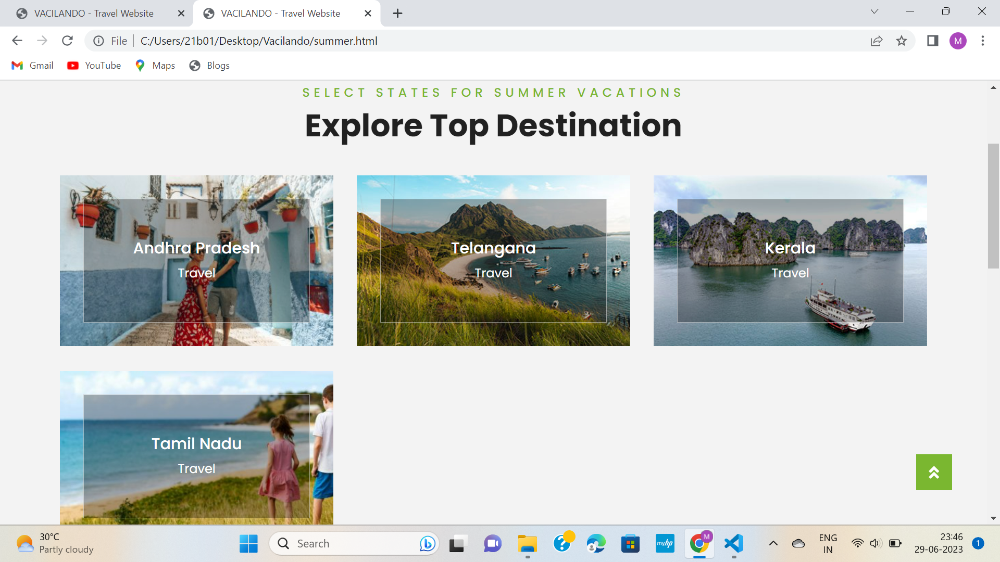 VACILANDO - Travel Website
VACILANDO - Travel Website
File
C:/Users/21b01/Desktop/Vacilando/summer.html
M
Gmail
YouTube
Maps
Blogs
SELECT STATES FOR SUMMER VACATIONS
Explore Top Destination
Andhra Pradesh
Travel
Telangana
Travel
Kerala
Travel
Tamil Nadu
Travel
30°C
Partly cloudy
Search
myhp
M
ENG
IN
23:46
29-06-2023
1